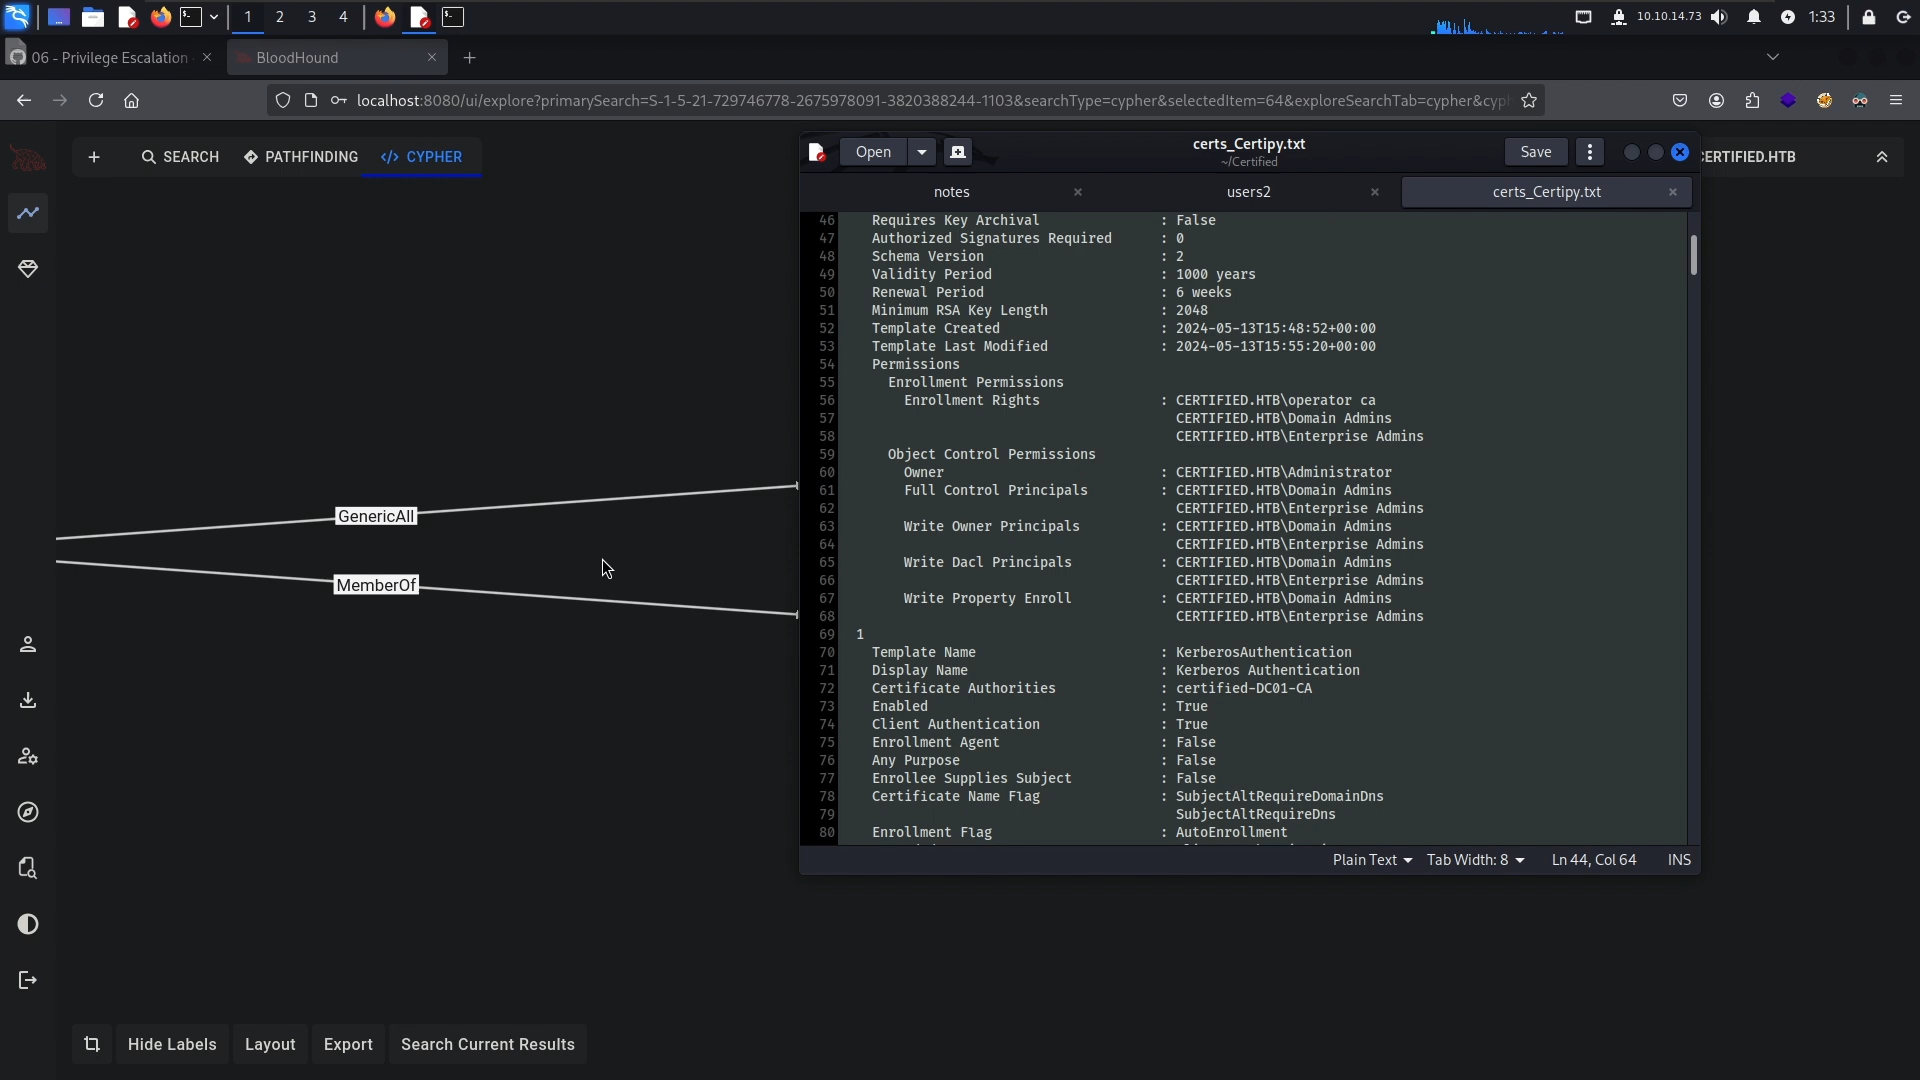 1
2
3
4
10.10.14.73
1:33
06 - Privilege Escalation
BloodHound
localhost:8080/ui/explore?primarySearch=S-1-5-21-729746778-2675978091-3820388244-1103&searchType=cypher&selectedItem=64&exploreSearchTab=cypher&cyp
SEARCH
PATHFINDING
CYPHER
Open
certs_Certipy.txt
~/Certified
Save
CERTIFIED.HTB
notes
users2
certs_Certipy.txt
46 Requires Key Archival : False
47 Authorized Signatures Required : 0
48 Schema Version : 2
49 Validity Period : 1000 years
50 Renewal Period : 6 weeks
51 Minimum RSA Key Length : 2048
52 Template Created : 2024-05-13T15:48:52+00:00
53 Template Last Modified : 2024-05-13T15:55:20+00:00
54 Permissions
55 Enrollment Permissions
56 Enrollment Rights : CERTIFIED.HTB\operator ca
57 CERTIFIED.HTB\Domain Admins
58 CERTIFIED.HTB\Enterprise Admins
59 Object Control Permissions
60 Owner : CERTIFIED.HTB\Administrator
61 Full Control Principals : CERTIFIED.HTB\Domain Admins
62 CERTIFIED.HTB\Enterprise Admins
63 Write Owner Principals : CERTIFIED.HTB\Domain Admins
64 CERTIFIED.HTB\Enterprise Admins
65 Write Dacl Principals : CERTIFIED.HTB\Domain Admins
66 CERTIFIED.HTB\Enterprise Admins
67 Write Property Enroll : CERTIFIED.HTB\Domain Admins
68 CERTIFIED.HTB\Enterprise Admins
69 1
70 Template Name : KerberosAuthentication
71 Display Name : Kerberos Authentication
72 Certificate Authorities : certified-DC01-CA
73 Enabled : True
74 Client Authentication : True
75 Enrollment Agent : False
76 Any Purpose : False
77 Enrollee Supplies Subject : False
78 Certificate Name Flag : SubjectAltRequireDomainDns
79 SubjectAltRequireDns
80 Enrollment Flag : AutoEnrollment
Plain Text
Tab Width: 8
Ln 44, Col 64
INS
GenericAll
MemberOf
Hide Labels
Layout
Export
Search Current Results